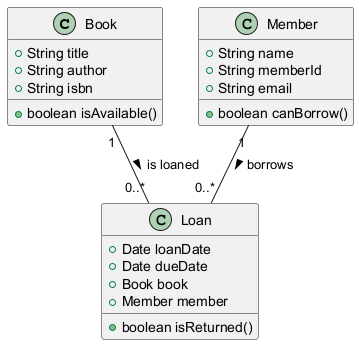 C Book
String title
String author
String isbn
boolean isAvailable()
C Member
String name
String memberId
String email
boolean canBorrow()
1
is loaned
0..*
1
borrows
0..*
C Loan
Date loanDate
Date dueDate
Book book
Member member
boolean isReturned()